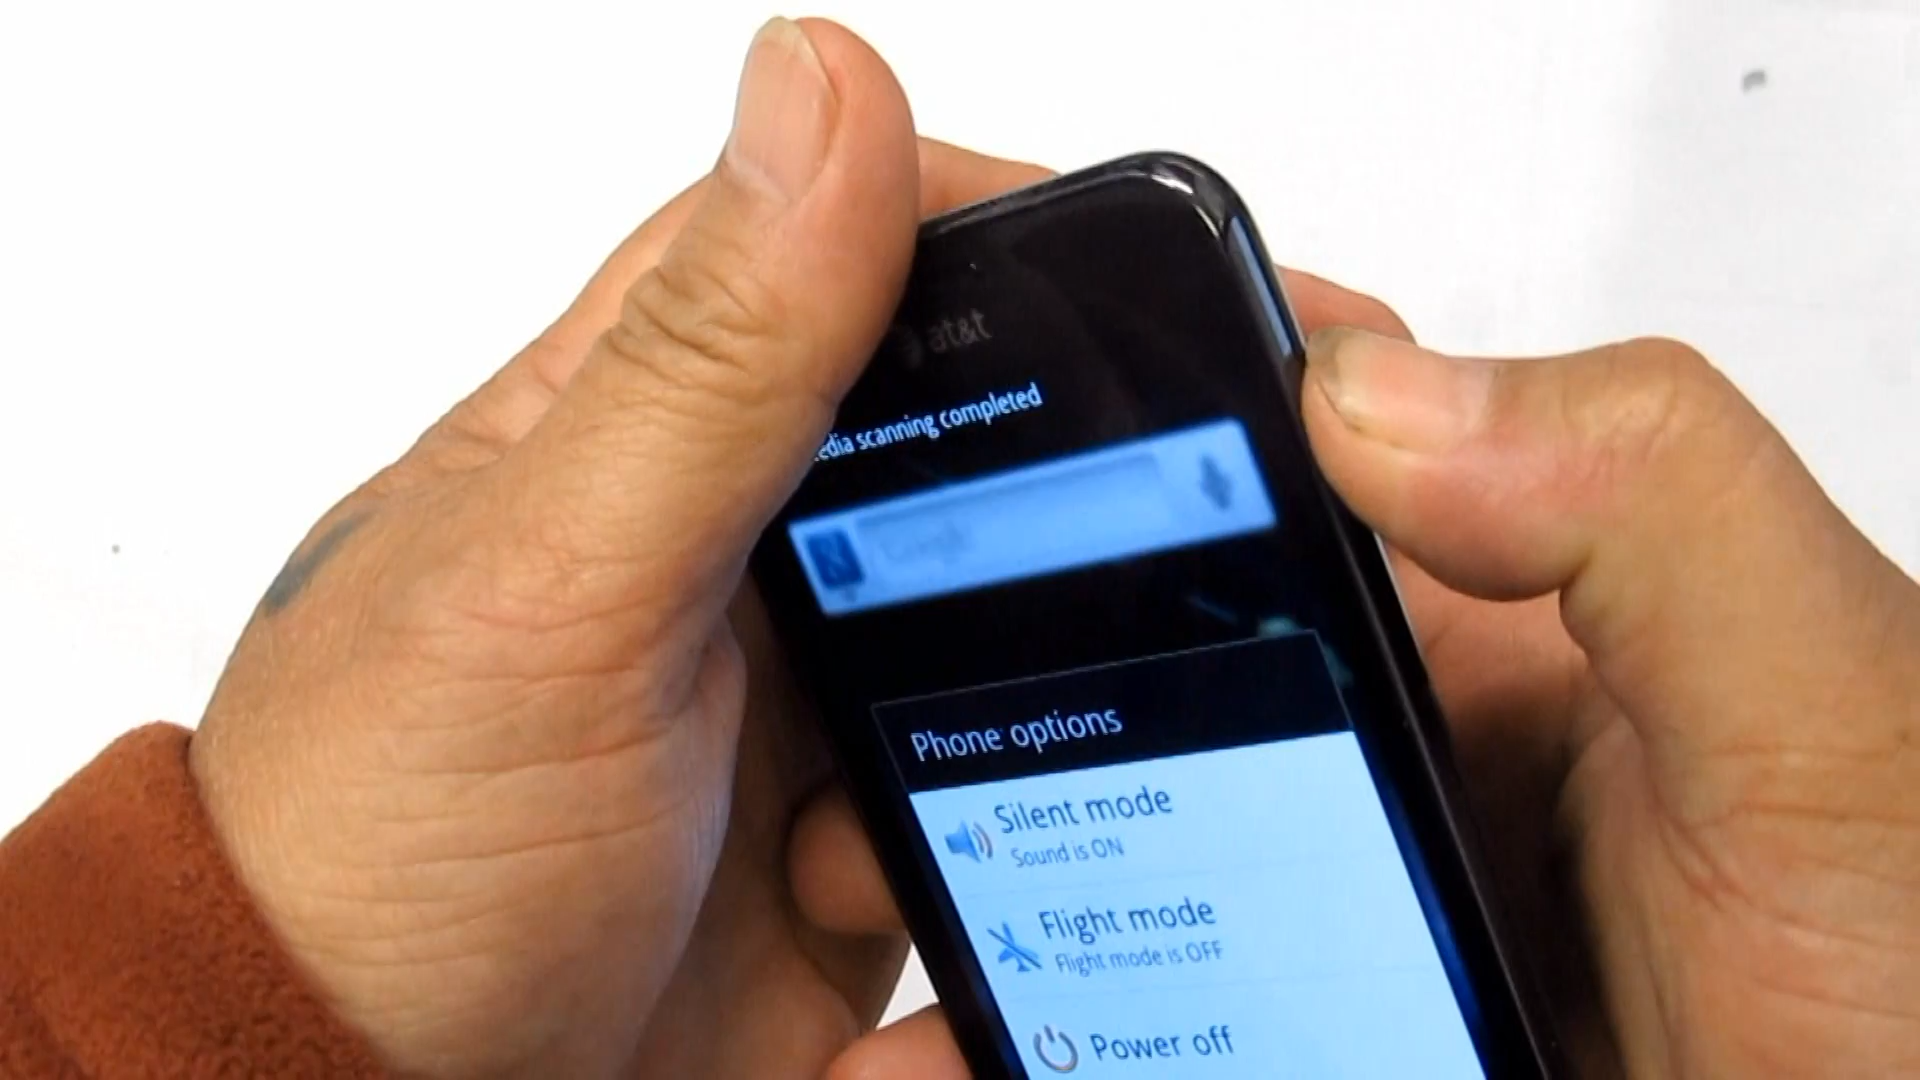 at&t
edia scanning completed
Google
Phone options
Silent mode
Sound is ON
Flight mode
Flight mode is OFF
Power off